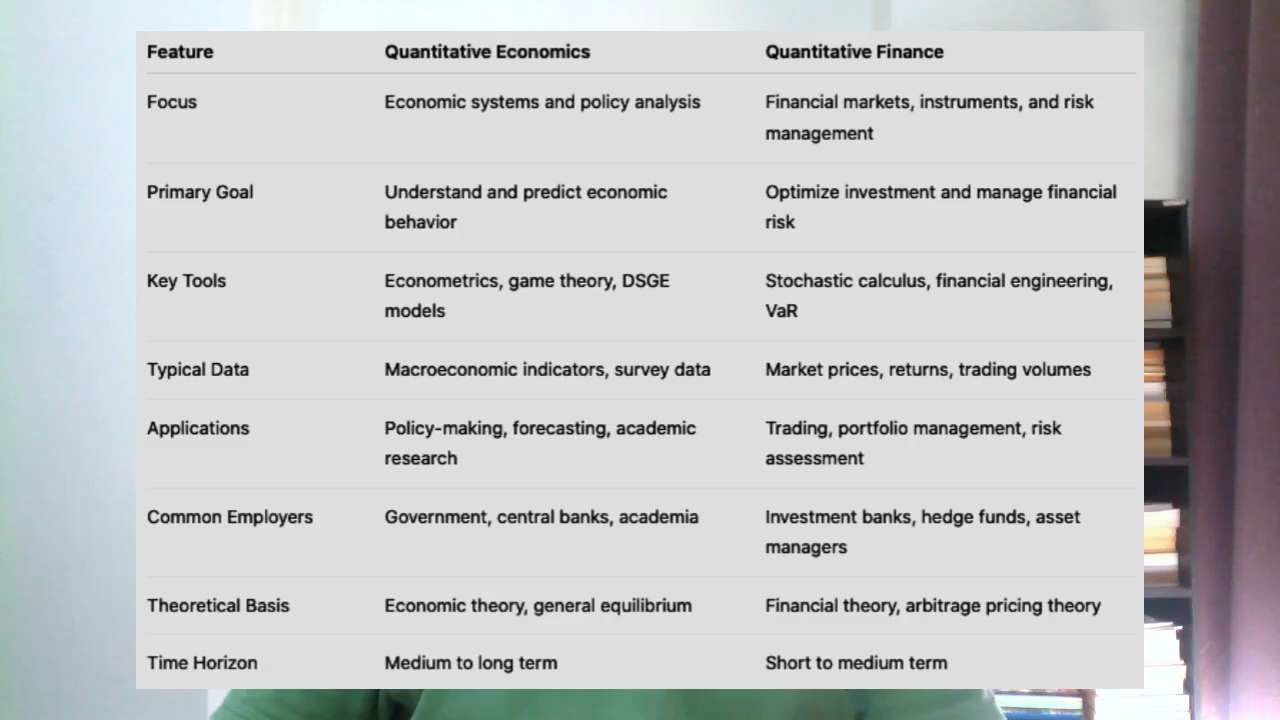 Feature Quantitative Economics Quantitative Finance
Focus Economic systems and policy analysis Financial markets, instruments, and risk
management
Primary Goal Understand and predict economic Optimize investment and manage financial
behavior risk
Key Tools Econometrics, game theory, DSGE Stochastic calculus, financial engineering,
models VaR
Typical Data Macroeconomic indicators, survey data Market prices, returns, trading volumes
Applications Policy-making, forecasting, academic Trading, portfolio management, risk
research assessment
Common Employers Government, central banks, academia Investment banks, hedge funds, asset
managers
Theoretical Basis Economic theory, general equilibrium Financial theory, arbitrage pricing theory
Time Horizon Medium to long term Short to medium term